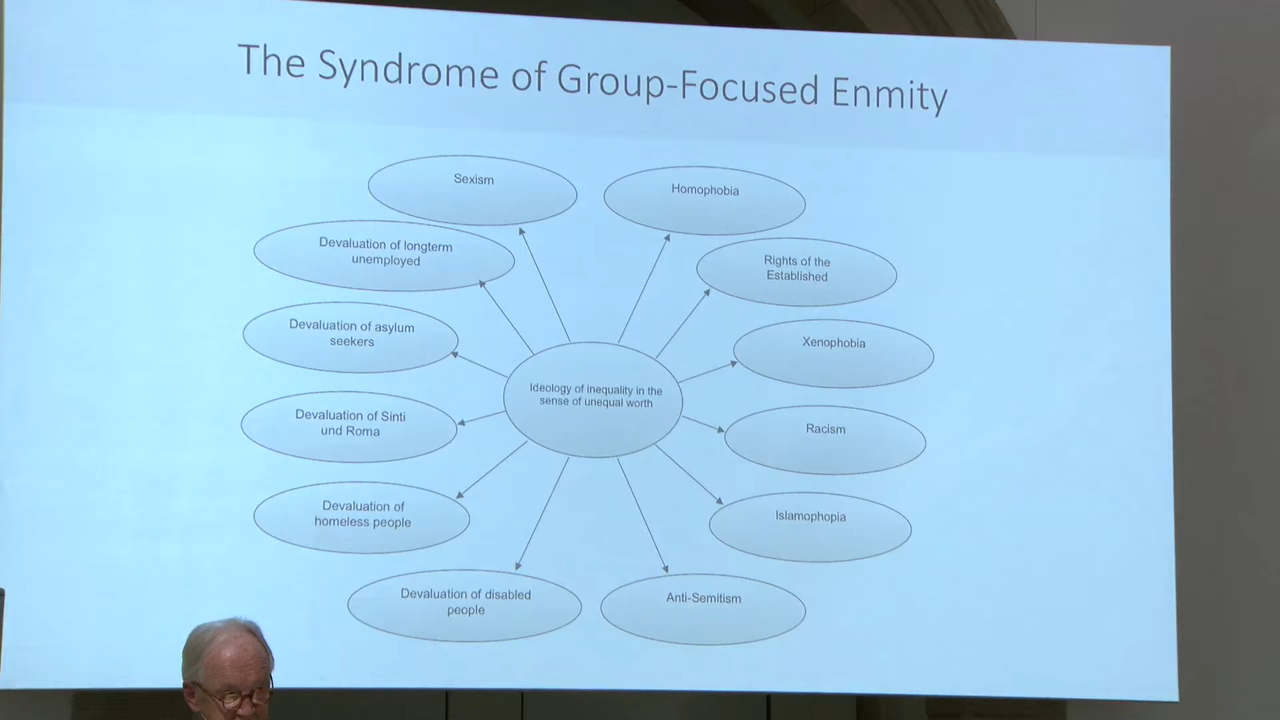 The Syndrome of Group-Focused Enmity
Sexism
Homophobia
Devaluation of longterm
unemployed
Rights of the
Established
Devaluation of asylum
seekers
Xenophobia
Ideology of inequality in the
sense of unequal worth
Devaluation of Sinti
und Roma
Racism
Devaluation of
homeless people
Islamophopia
Devaluation of disabled
people
Anti-Semitism